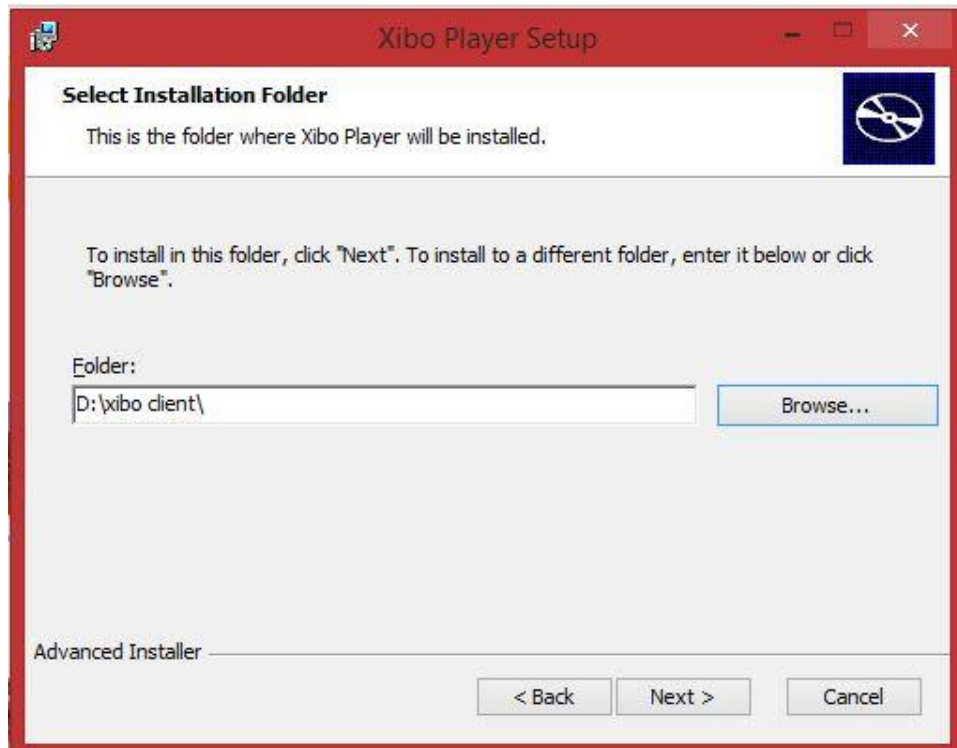 Xibo Player Setup
Select Installation Folder
This is the folder where Xibo Player will be installed.
To install in this folder, click "Next". To install to a different folder, enter it below or click
"Browse".
Folder:
D:\xibo client\
Browse...
Advanced Installer
< Back
Next >
Cancel